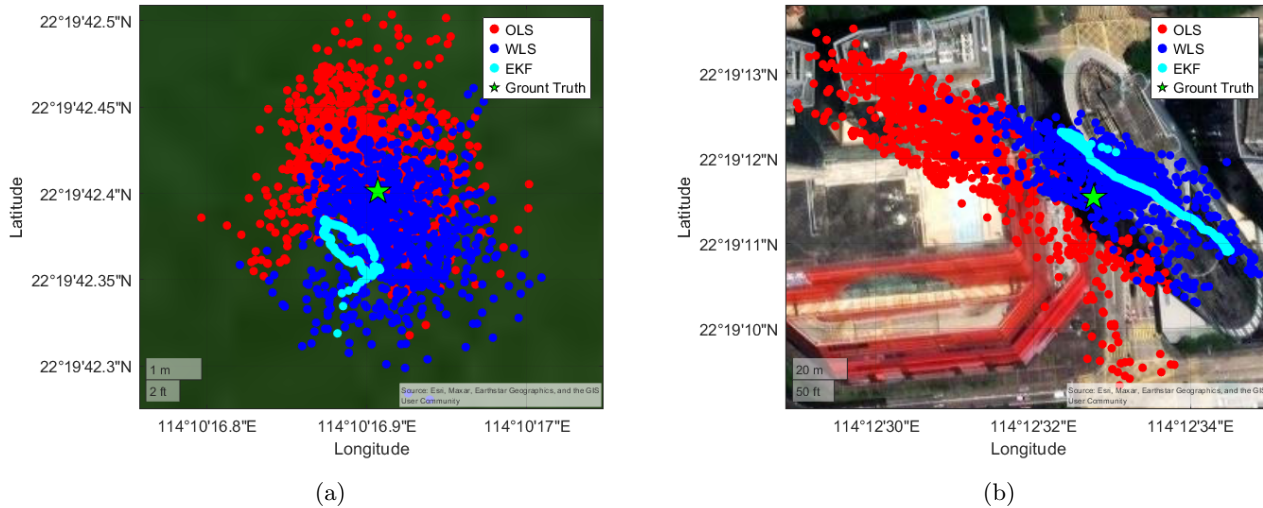 22°19'42.5"N
22°19'42.45"N
22°19'42.4"N
22°19'42.35"N
22°19'42.3"N
Latitude
OLS
WLS
EKF
Grount Truth
1 m
2 ft
Source: Esri, Maxar, Earthstar Geographics, and the GIS
User Community
114°10'16.8"E
114°10'16.9"E
114°10'17"E
Longitude
(a)
22°19'13"N
22°19'12"N
22°19'11"N
22°19'10"N
Latitude
OLS
WLS
EKF
Grount Truth
20 m
50 ft
Source: Esri, Maxar, Earthstar Geographics, and the GIS
User Community
114°12'30"E
114°12'32"E
114°12'34"E
Longitude
(b)